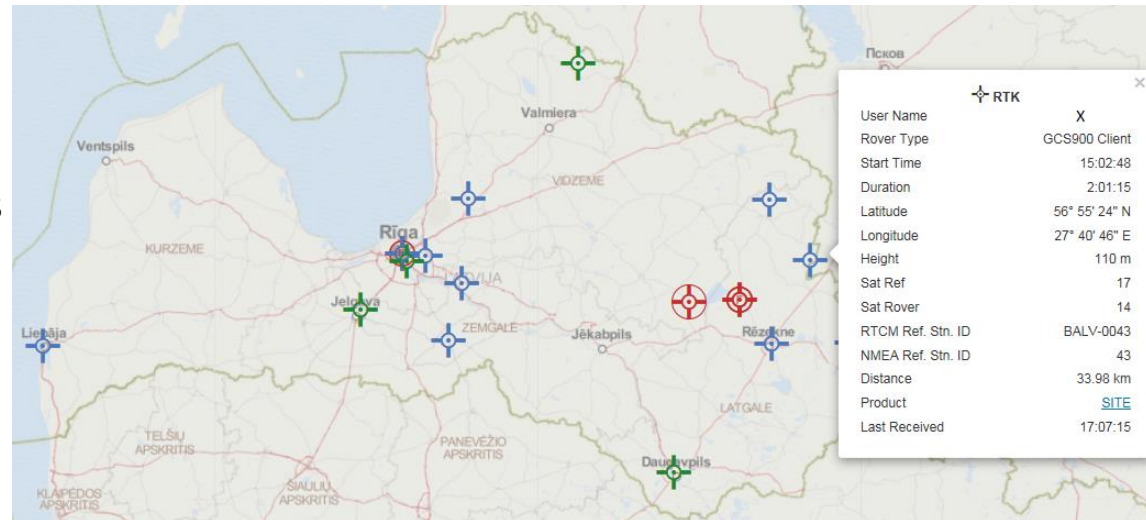 Псков
Valmiera
Ventspils
VIDZEME
Rīga
KURZEME
LATVIJA
Jelgava
Liepāja
ZEMGALE
Jēkabpils
Rēzekne
LATGALE
TELŠIŲ
APSKRITIS
PANEVĖŽIO
APSKRITIS
Daugavpils
ŠIAULIŲ
APSKRITIS
KLAIPĖDOS
APSKRITIS
RTK
×
User Name X
Rover Type GCS900 Client
Start Time 15:02:48
Duration 2:01:15
Latitude 56° 55' 24" N
Longitude 27° 40' 46" E
Height 110 m
Sat Ref 17
Sat Rover 14
RTCM Ref. Stn. ID BALV-0043
NMEA Ref. Stn. ID 43
Distance 33.98 km
Product SITE
Last Received 17:07:15